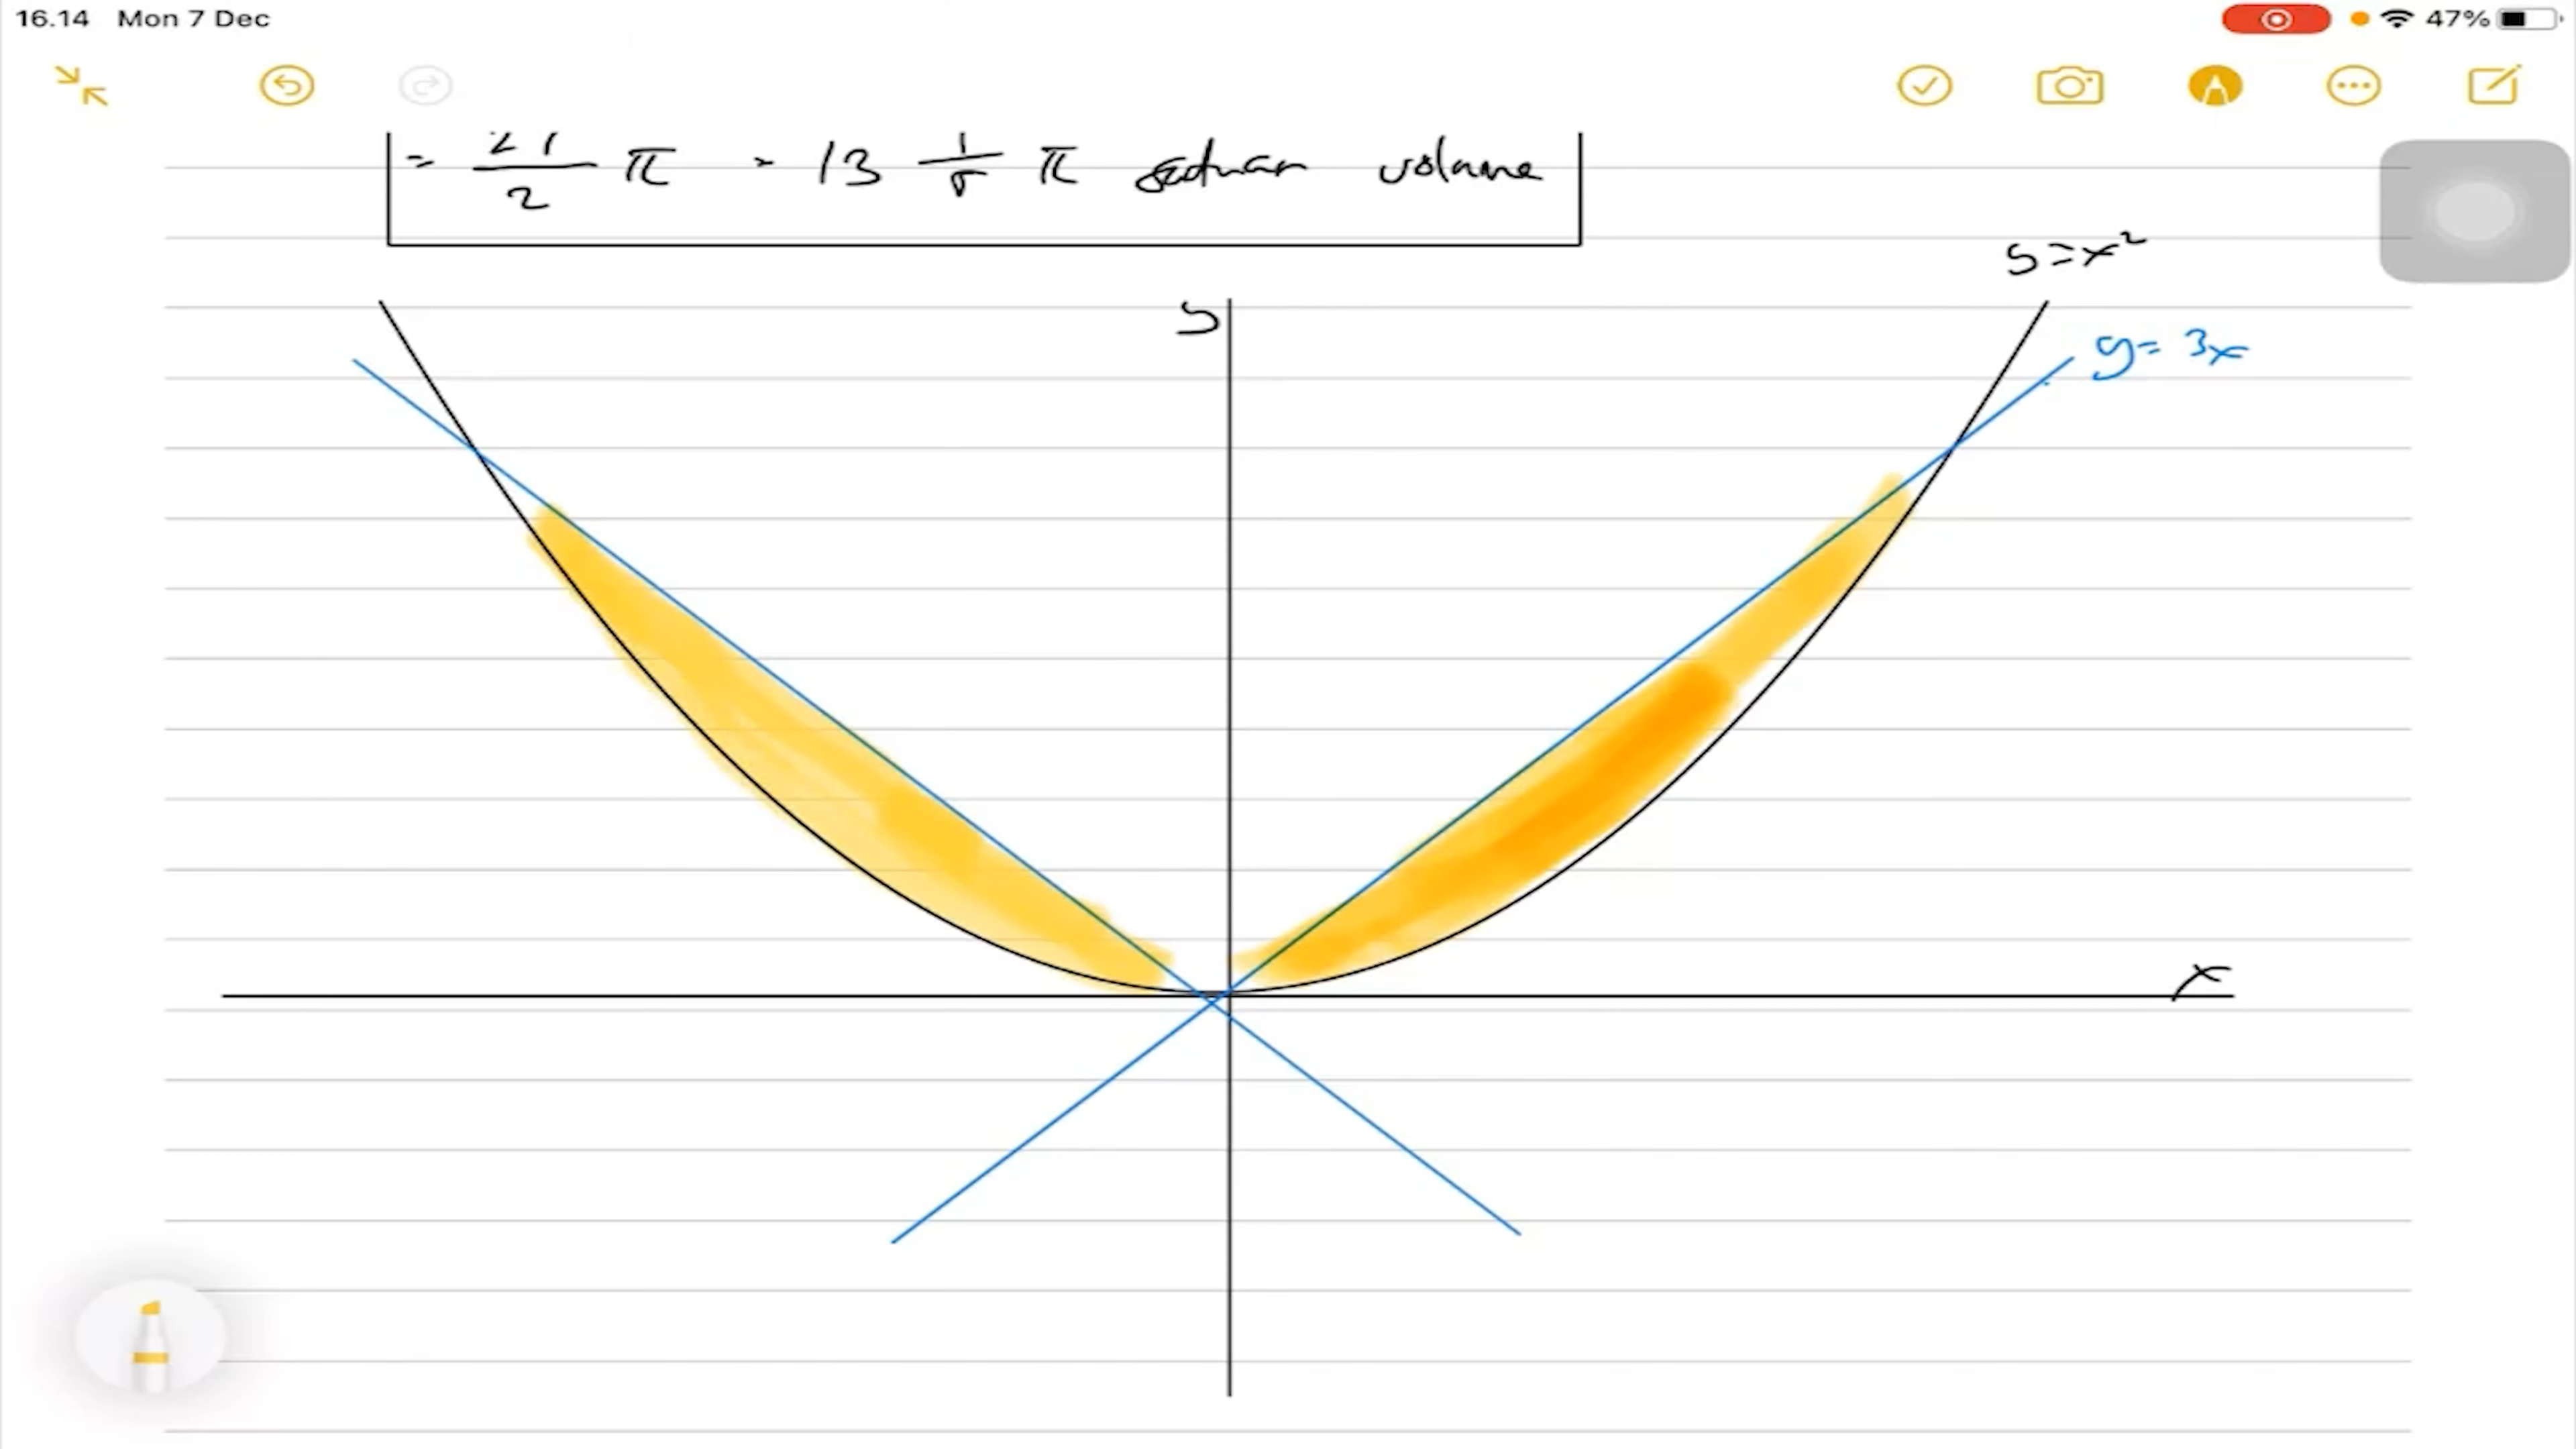 16.14 Mon 7 Dec
47%
= 27/2 π = 13 1/2 π satuan volume
y = x²
y = 3x
y
x